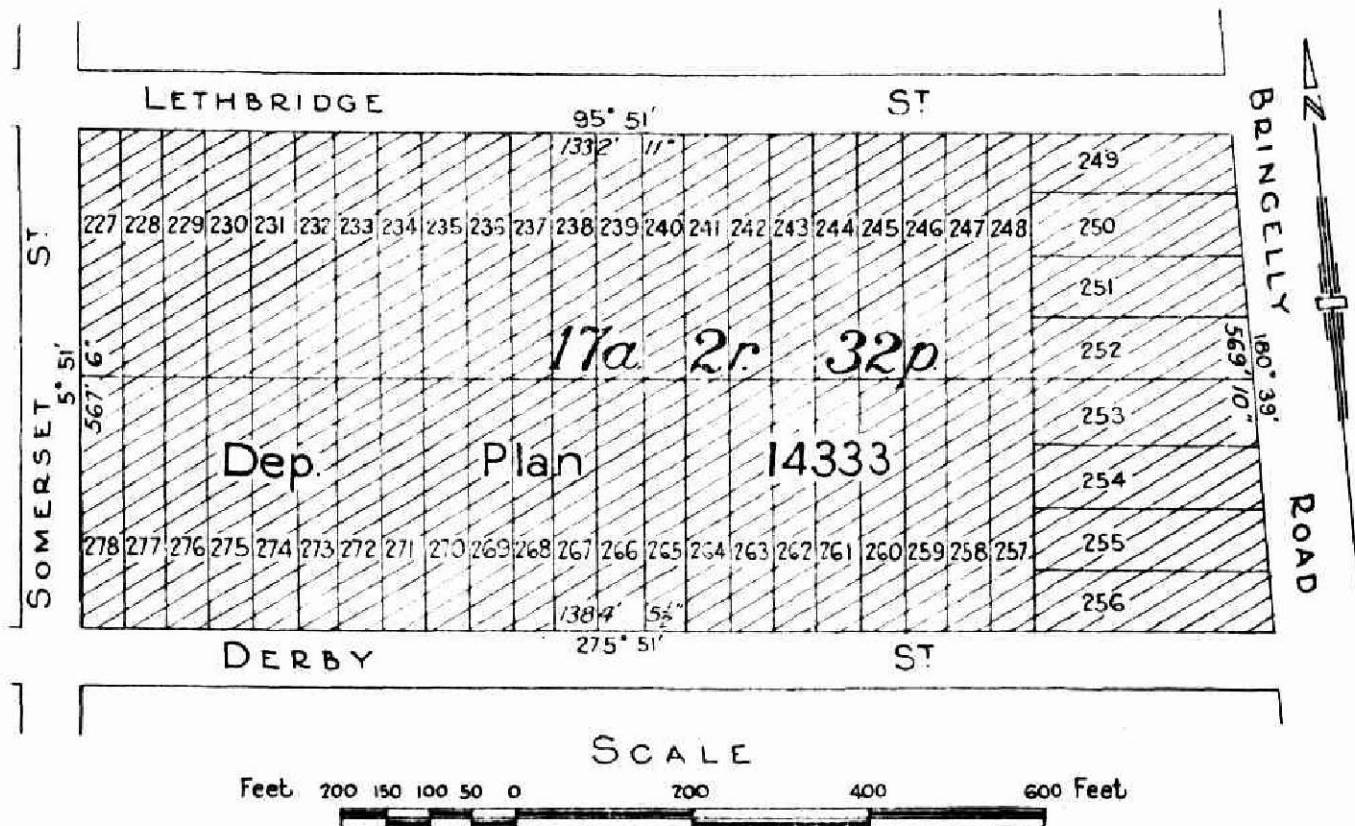 LETHBRIDGE ST
95° 51'
1332' 11"
BRINGELLY ROAD
N
249
227 228 229 230 231 232 233 234 235 236 237 238 239 240 241 242 243 244 245 246 247 248
250
251
252
SOMERSET ST
5° 51'
567' 6"
17a 2r. 32p.
180° 39'
569' 10"
253
Dep. Plan 14333
254
278 277 276 275 274 273 272 271 270 269 268 267 266 265 264 263 262 261 260 259 258 257
255
256
1384' 5½"
275° 51'
DERBY ST
SCALE
Feet 200 150 100 50 0 200 400 600 Feet